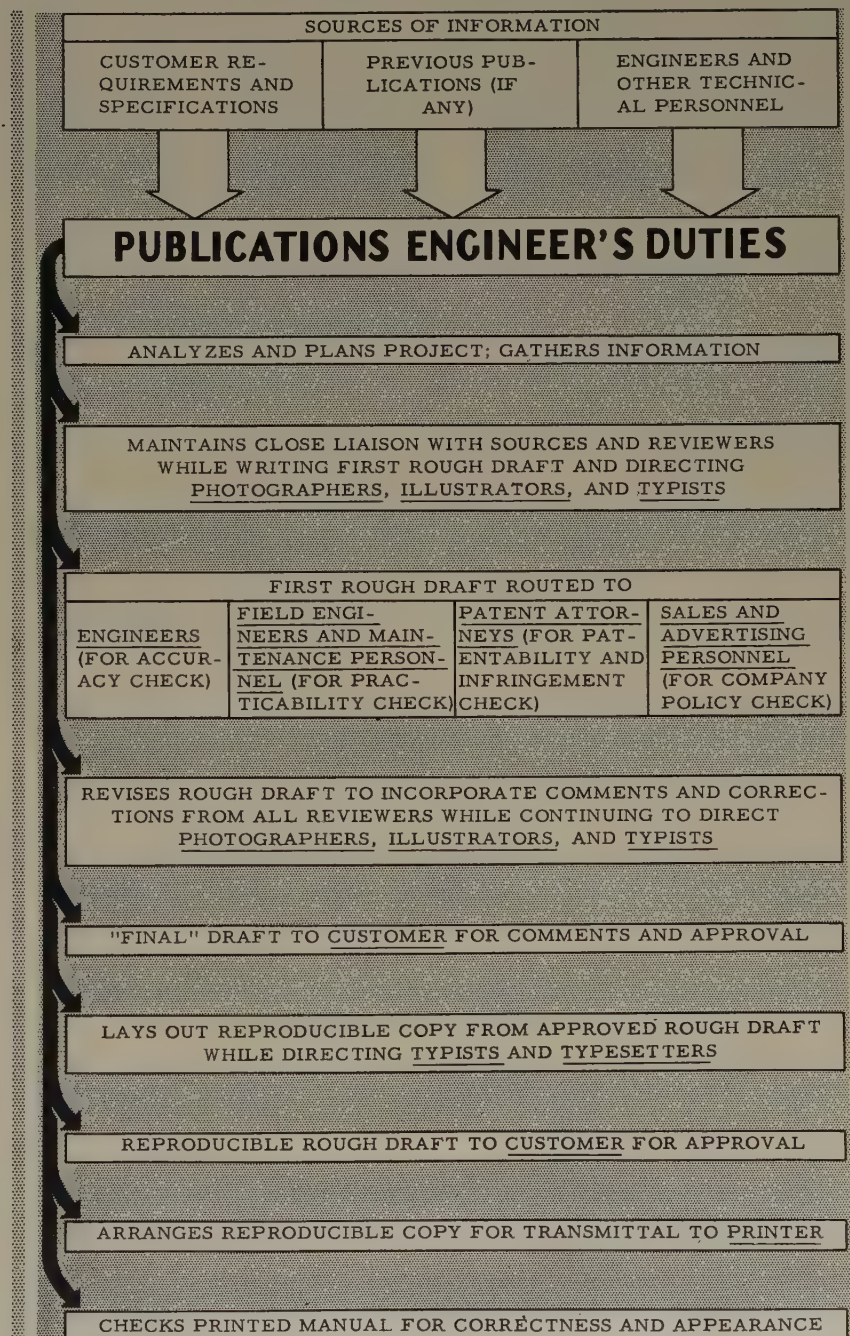 SOURCES OF INFORMATION
CUSTOMER RE-
QUIREMENTS AND
SPECIFICATIONS
PREVIOUS PUB-
LICATIONS (IF
ANY)
ENGINEERS AND
OTHER TECHNIC-
AL PERSONNEL
PUBLICATIONS ENGINEER'S DUTIES
ANALYZES AND PLANS PROJECT; GATHERS INFORMATION
MAINTAINS CLOSE LIAISON WITH SOURCES AND REVIEWERS
WHILE WRITING FIRST ROUGH DRAFT AND DIRECTING
PHOTOGRAPHERS, ILLUSTRATORS, AND TYPISTS
FIRST ROUGH DRAFT ROUTED TO
ENGINEERS
(FOR ACCUR-
ACY CHECK)
FIELD ENGI-
NEERS AND MAIN-
TENANCE PERSON-
NEL (FOR PRAC-
TICABILITY CHECK)
PATENT ATTOR-
NEYS (FOR PAT-
ENTABILITY AND
INFRINGEMENT
CHECK)
SALES AND
ADVERTISING
PERSONNEL
(FOR COMPANY
POLICY CHECK)
REVISES ROUGH DRAFT TO INCORPORATE COMMENTS AND CORREC-
TIONS FROM ALL REVIEWERS WHILE CONTINUING TO DIRECT
PHOTOGRAPHERS, ILLUSTRATORS, AND TYPISTS
"FINAL" DRAFT TO CUSTOMER FOR COMMENTS AND APPROVAL
LAYS OUT REPRODUCIBLE COPY FROM APPROVED ROUGH DRAFT
WHILE DIRECTING TYPISTS AND TYPESETTERS
REPRODUCIBLE ROUGH DRAFT TO CUSTOMER FOR APPROVAL
ARRANGES REPRODUCIBLE COPY FOR TRANSMITTAL TO PRINTER
CHECKS PRINTED MANUAL FOR CORRECTNESS AND APPEARANCE